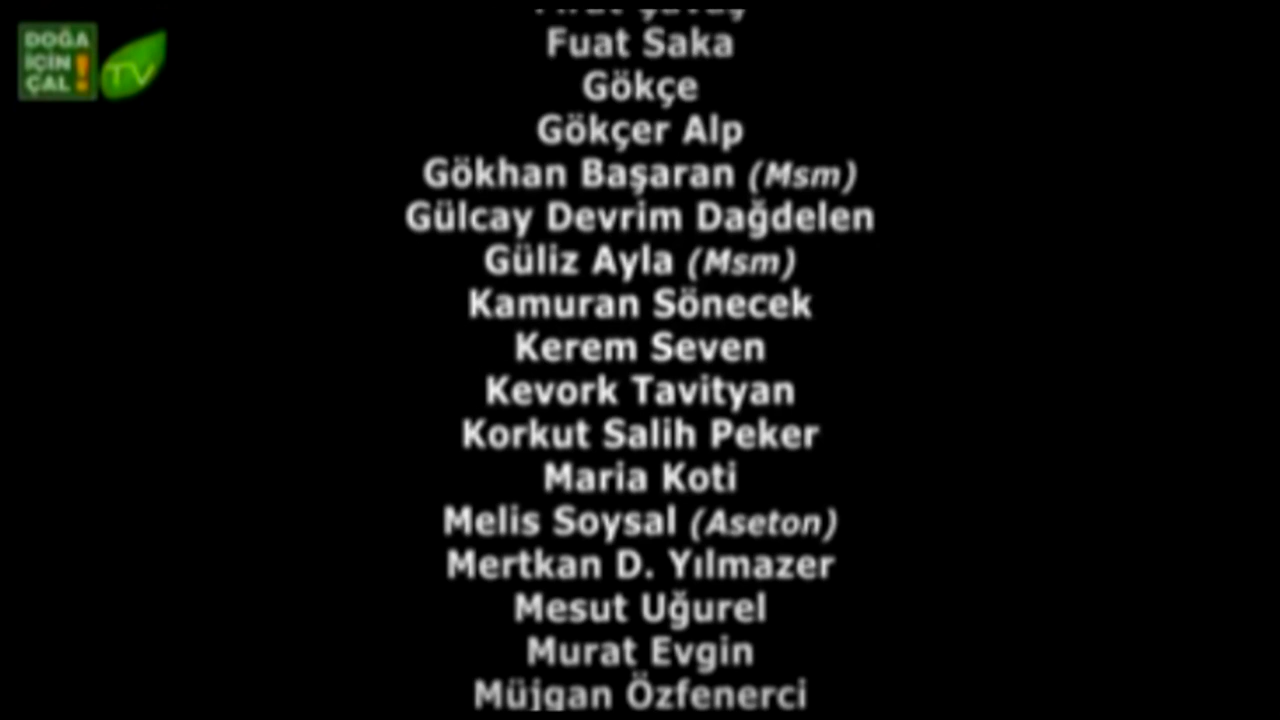 DOĞA
İÇİN
ÇAL!
TV
Fuat Saka
Gökçe
Gökçer Alp
Gökhan Başaran (Msm)
Gülcay Devrim Dağdelen
Güliz Ayla (Msm)
Kamuran Sönecek
Kerem Seven
Kevork Tavityan
Korkut Salih Peker
Maria Koti
Melis Soysal (Aseton)
Mertkan D. Yılmazer
Mesut Uğurel
Murat Evgin
Müjgan Özfenerci